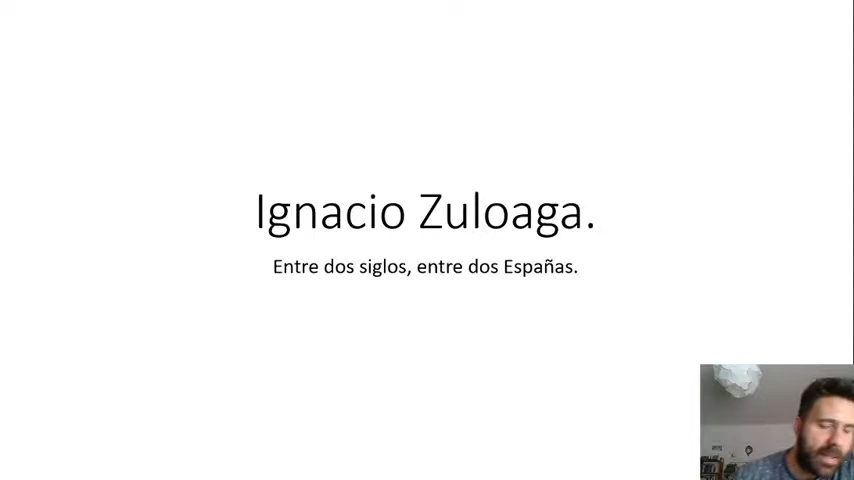 Ignacio Zuloaga.
Entre dos siglos, entre dos Españas.